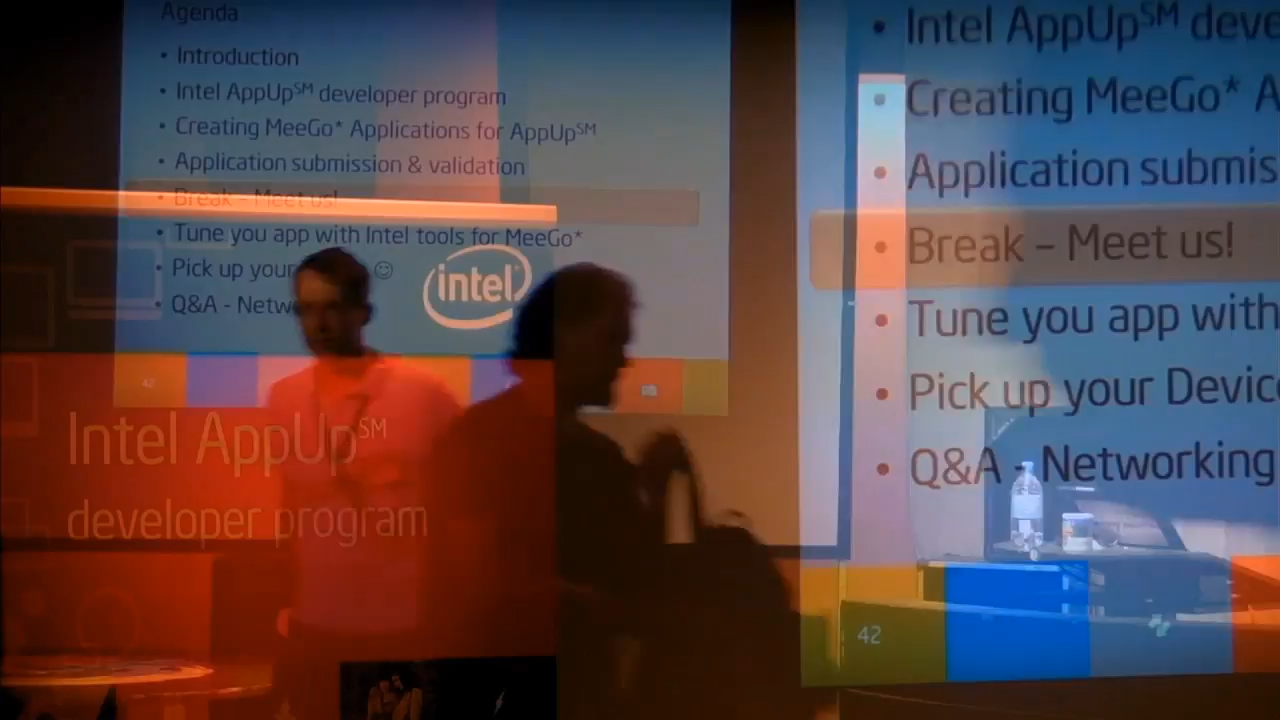 Agenda
• Introduction
• Intel AppUp℠ developer program
• Creating MeeGo* Applications for AppUp℠
• Application submission & validation
• Break – Meet us!
• Tune you app with Intel tools for MeeGo*
• Pick up your ☺
• Q&A - Netw
intel
42
Intel AppUp℠
developer program
• Intel AppUp℠ deve
• Creating MeeGo* A
• Application submis
• Break – Meet us!
• Tune you app with
• Pick up your Device
• Q&A - Networking
42